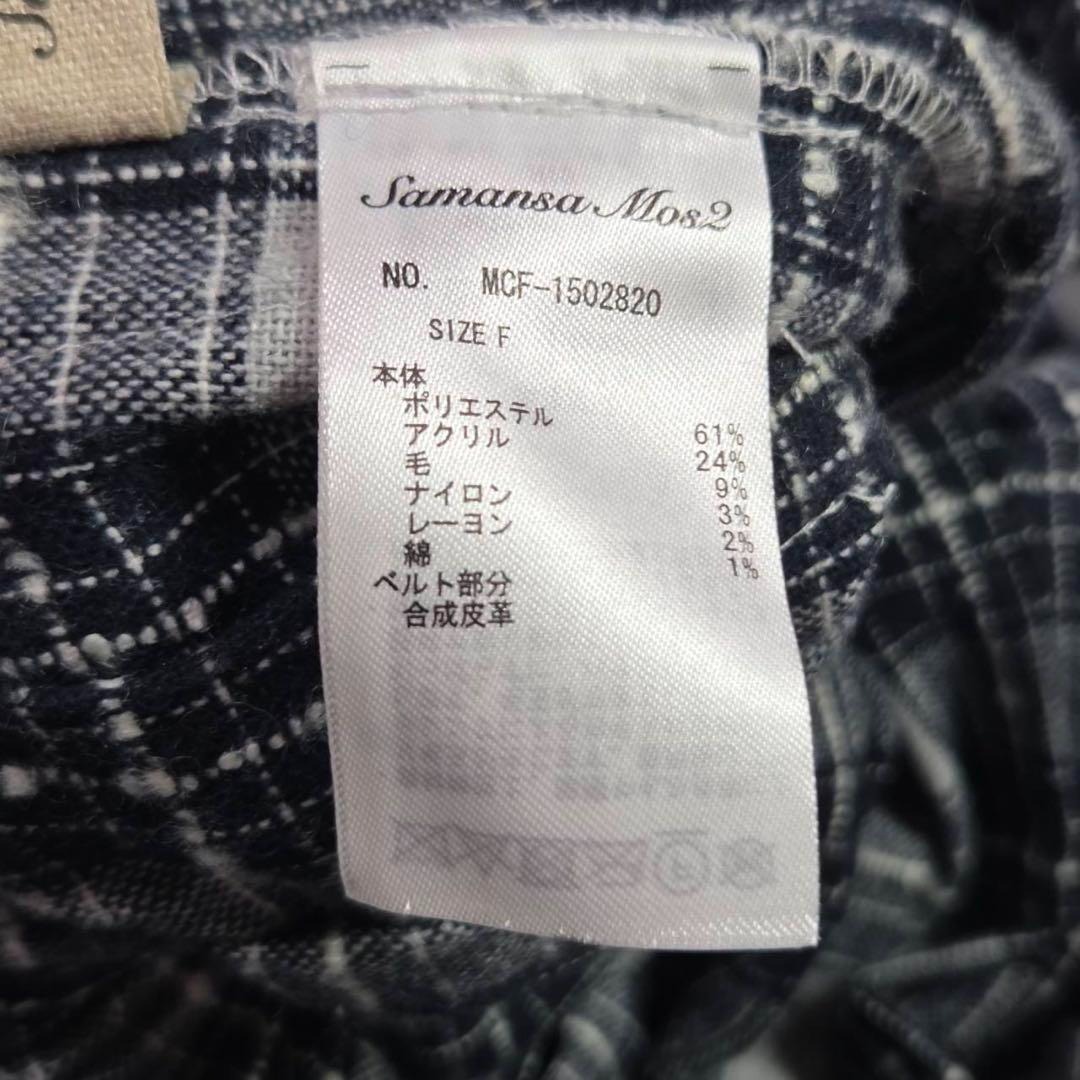 Samansa Mos2
NO. MCF-1502820
SIZE F
本体
ポリエステル 61%
アクリル 24%
毛 9%
ナイロン 3%
レーヨン 2%
綿 1%
ベルト部分
合成皮革